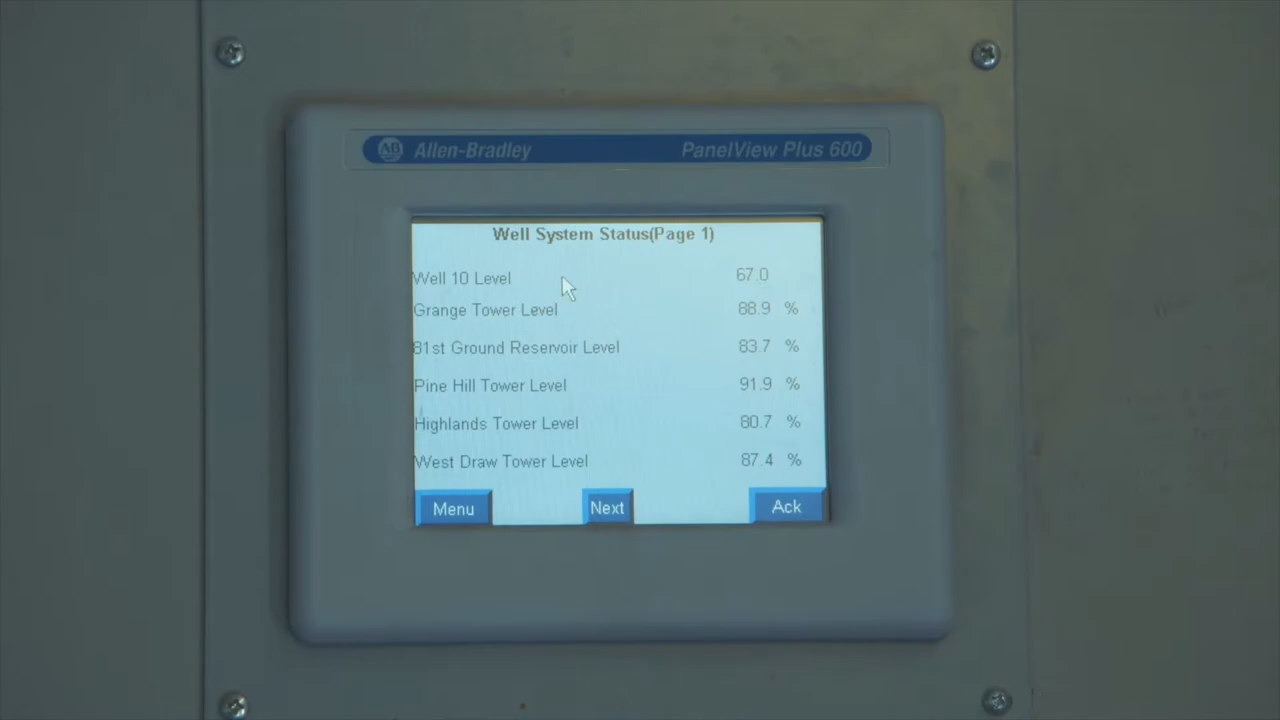 AB Allen-Bradley PanelView Plus 600
Well System Status(Page 1)
Well 10 Level 67.0
Grange Tower Level 88.9 %
81st Ground Reservoir Level 83.7 %
Pine Hill Tower Level 91.9 %
Highlands Tower Level 80.7 %
West Draw Tower Level 87.4 %
Menu Next Ack